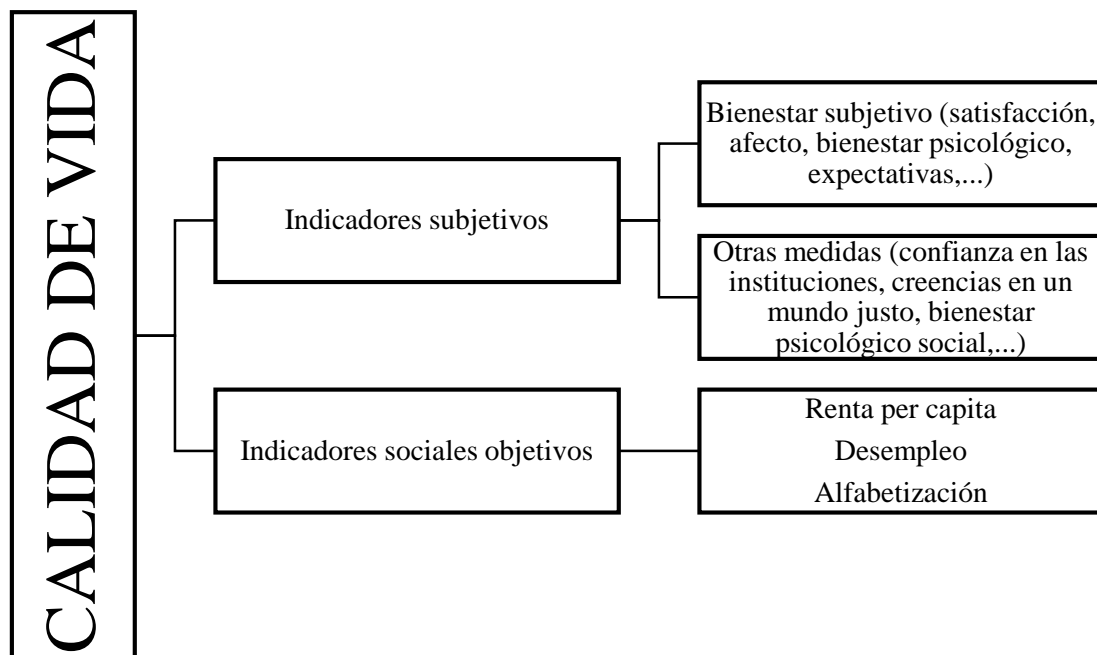 CALIDAD DE VIDA
Indicadores subjetivos
Bienestar subjetivo (satisfacción,
afecto, bienestar psicológico,
expectativas,...)
Otras medidas (confianza en las
instituciones, creencias en un
mundo justo, bienestar
psicológico social,...)
Indicadores sociales objetivos
Renta per capita
Desempleo
Alfabetización